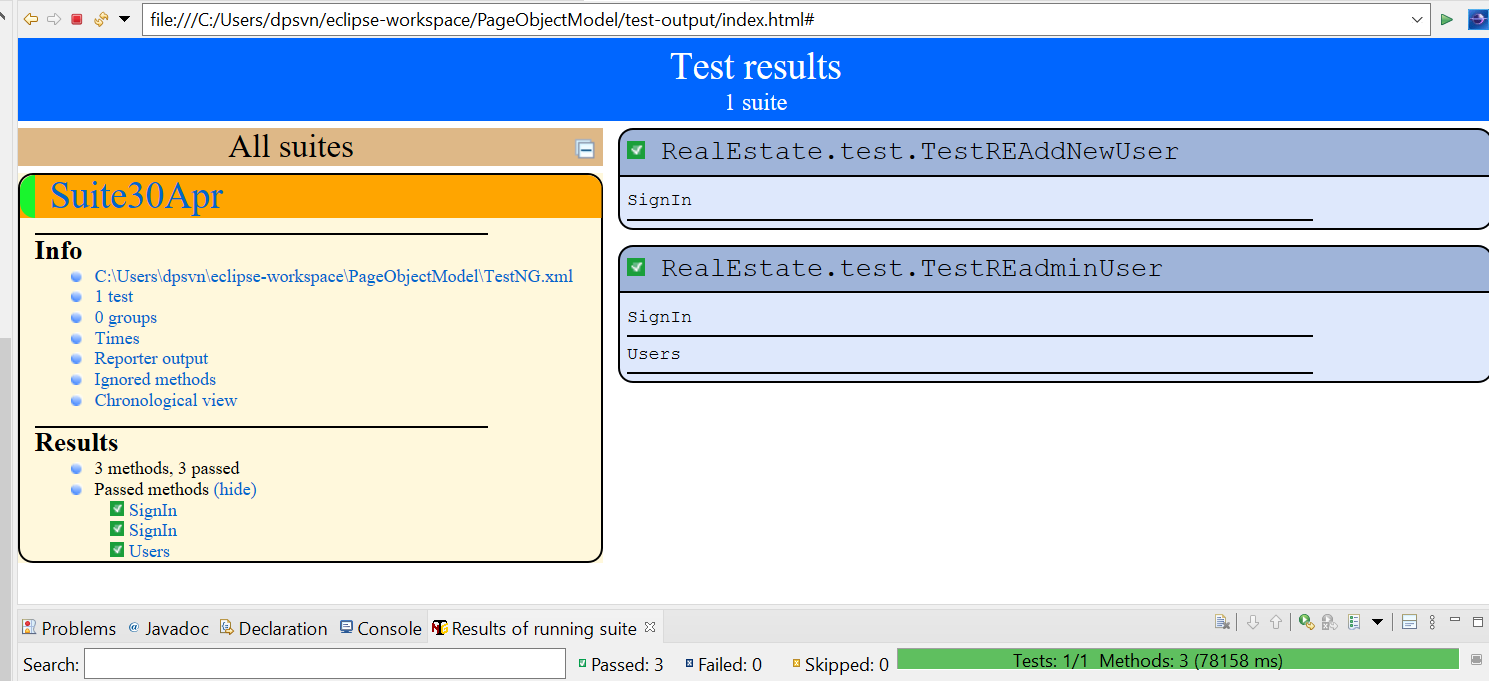 file:///C:/Users/dpsvn/eclipse-workspace/PageObjectModel/test-output/index.html#
Test results
1 suite
All suites
Suite30Apr
Info
C:\Users\dpsvn\eclipse-workspace\PageObjectModel\TestNG.xml
1 test
0 groups
Times
Reporter output
Ignored methods
Chronological view
Results
3 methods, 3 passed
Passed methods (hide)
SignIn
SignIn
Users
RealEstate.test.TestREAddNewUser
SignIn
RealEstate.test.TestREadminUser
SignIn
Users
Problems @ Javadoc Declaration Console Results of running suite
Search: Passed: 3 Failed: 0 Skipped: 0 Tests: 1/1 Methods: 3 (78158 ms)